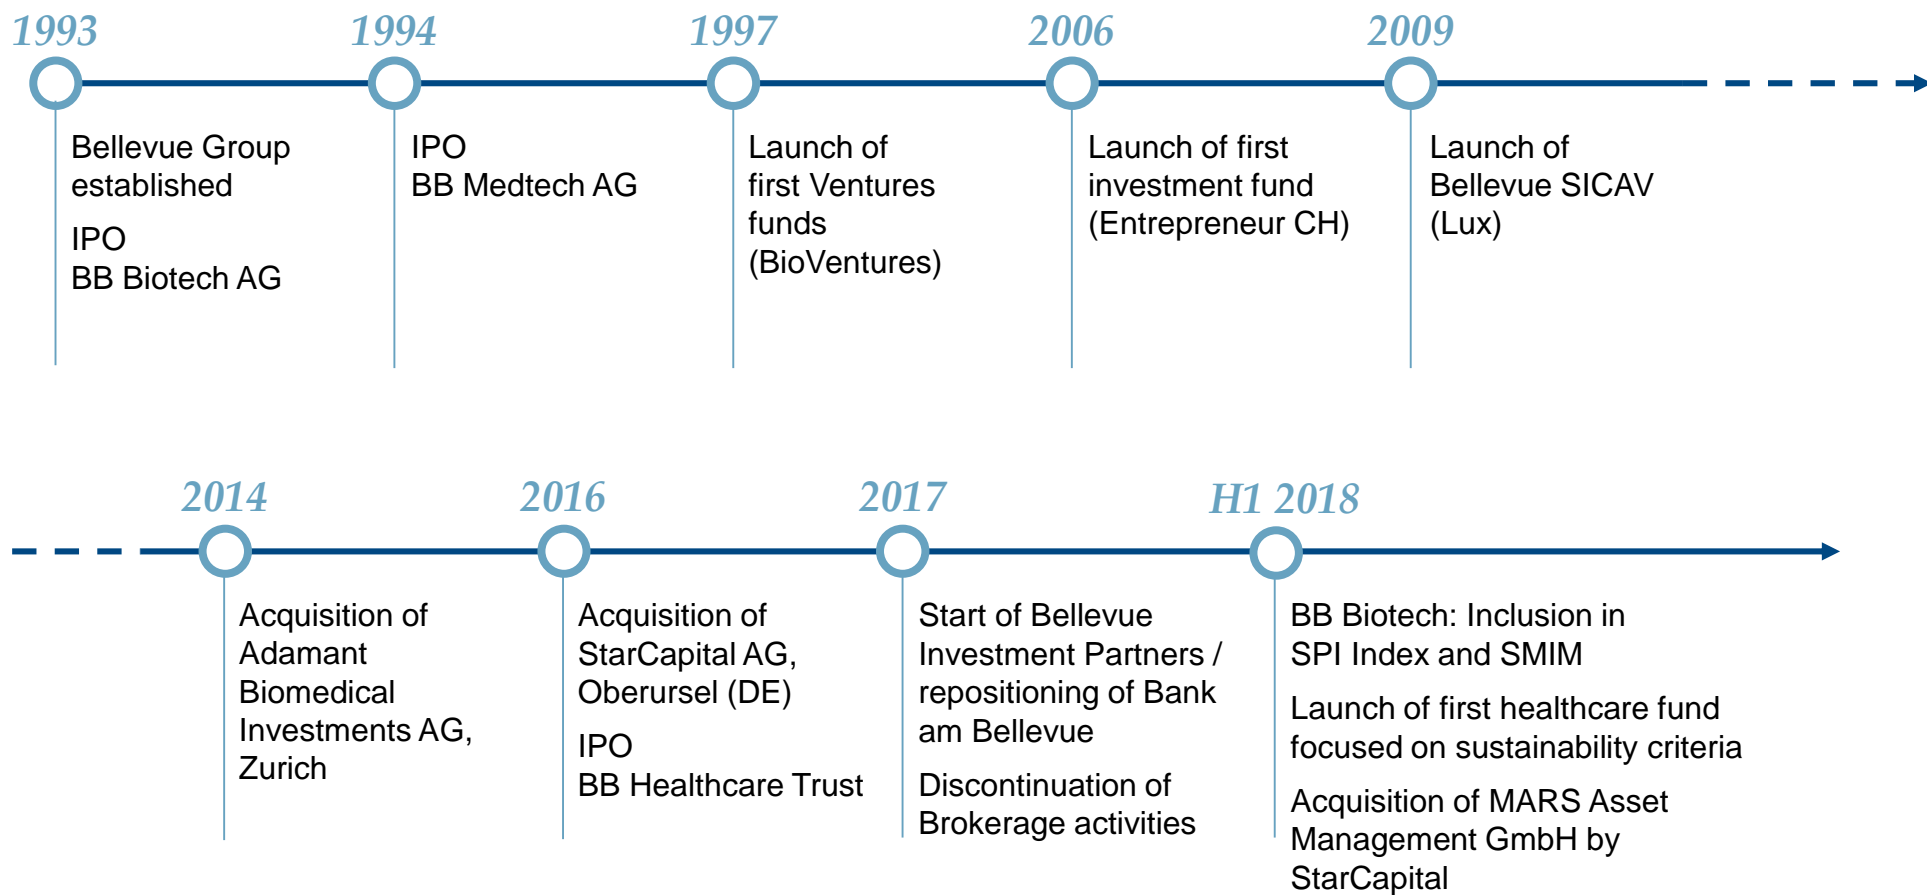 1993
Bellevue Group
established
IPO
BB Biotech AG
1994
IPO
BB Medtech AG
1997
Launch of
first Ventures
funds
(BioVentures)
2006
Launch of first
investment fund
(Entrepreneur CH)
2009
Launch of
Bellevue SICAV
(Lux)
2014
Acquisition of
Adamant
Biomedical
Investments AG,
Zurich
2016
Acquisition of
StarCapital AG,
Oberursel (DE)
IPO
BB Healthcare Trust
2017
Start of Bellevue
Investment Partners /
repositioning of Bank
am Bellevue
Discontinuation of
Brokerage activities
H1 2018
BB Biotech: Inclusion in
SPI Index and SMIM
Launch of first healthcare fund
focused on sustainability criteria
Acquisition of MARS Asset
Management GmbH by
StarCapital